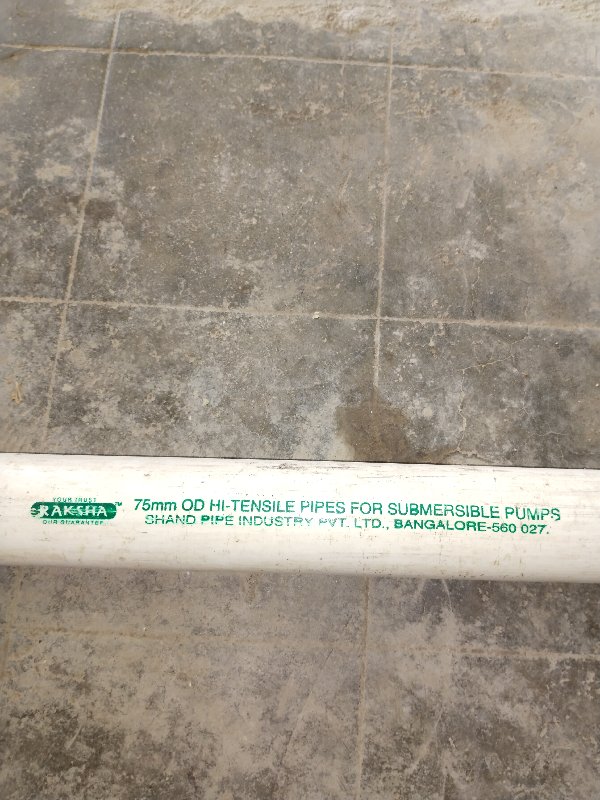 YOUR TRUST
RAKSHA™
OUR GUARANTEE
75mm OD HI-TENSILE PIPES FOR SUBMERSIBLE PUMPS
SHAND PIPE INDUSTRY PVT. LTD., BANGALORE-560 027.